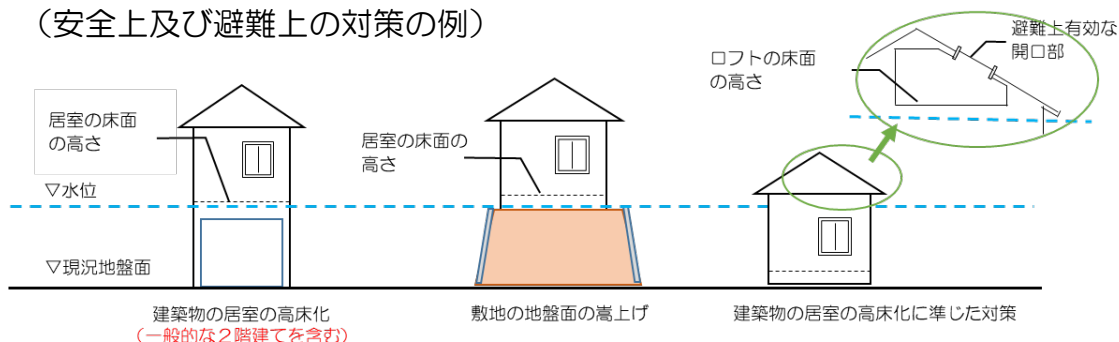 （安全上及び避難上の対策の例）
避難上有効な
開口部
ロフトの床面
の高さ
居室の床面
の高さ
居室の床面の
高さ
▽水位
▽現況地盤面
建築物の居室の高床化
（一般的な２階建てを含む）
敷地の地盤面の嵩上げ
建築物の居室の高床化に準じた対策